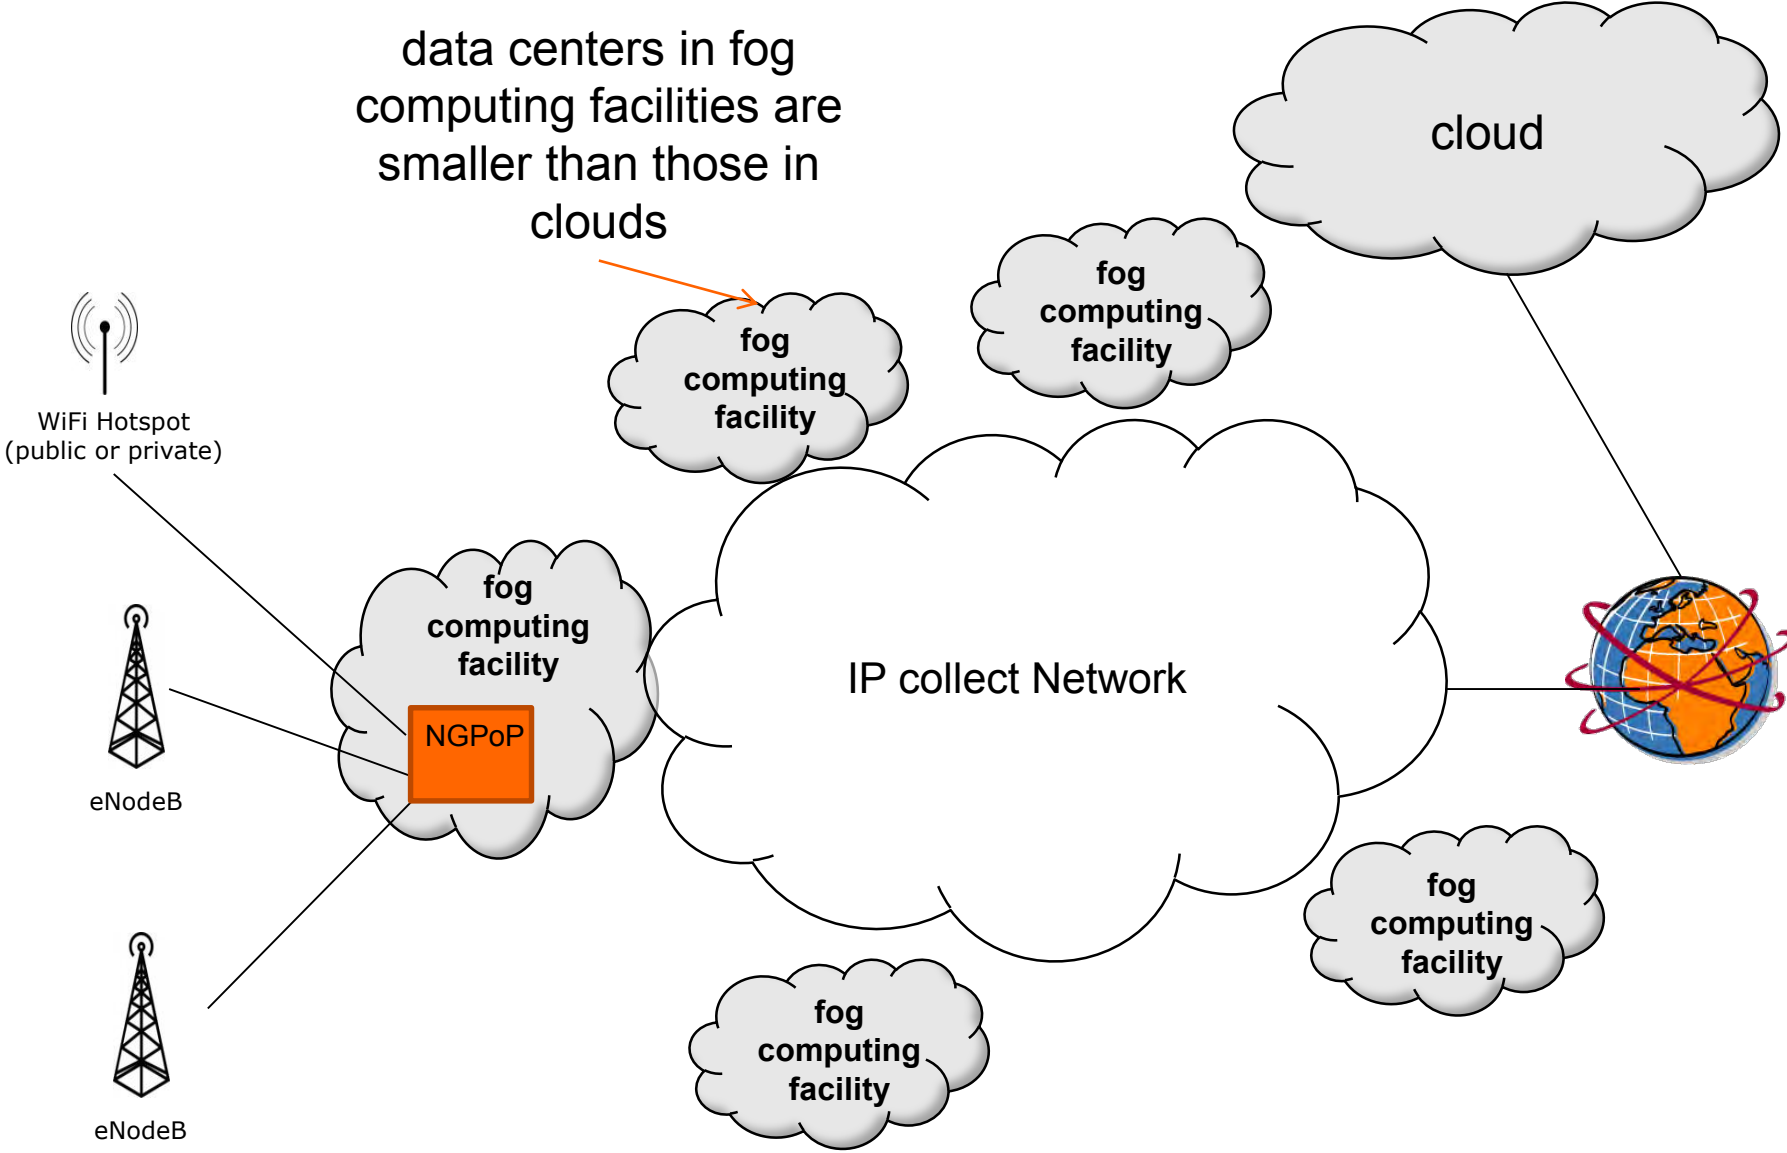 data centers in fog
computing facilities are
smaller than those in
clouds
cloud
fog
computing
facility
fog
computing
facility
WiFi Hotspot
(public or private)
fog
computing
facility
IP collect Network
NGPoP
eNodeB
fog
computing
facility
fog
computing
facility
eNodeB